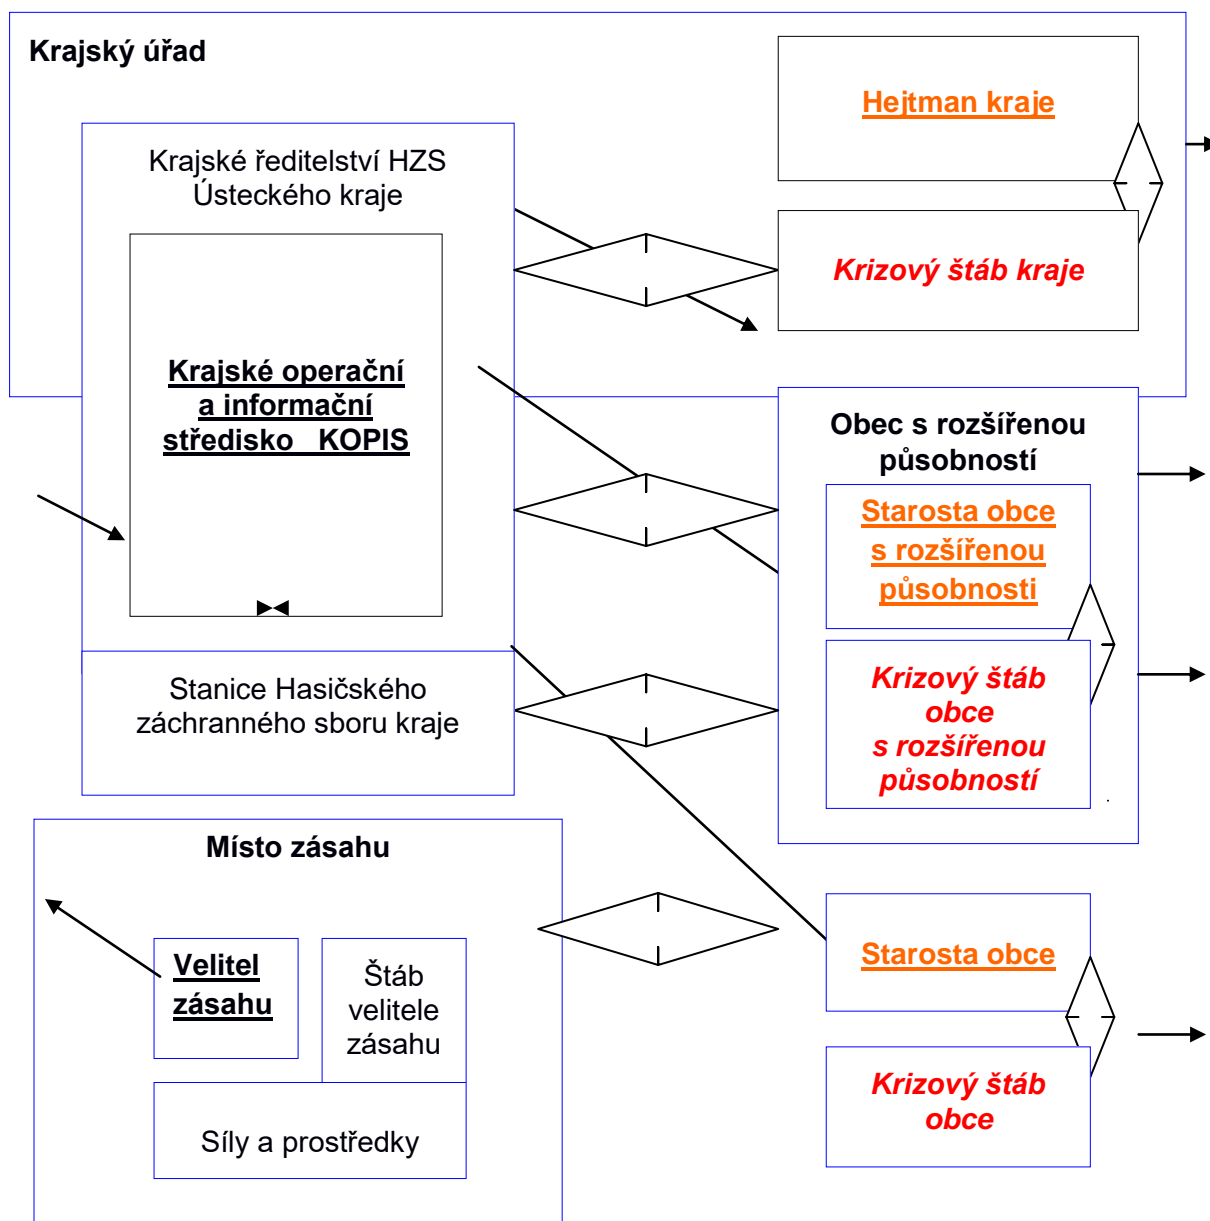 Krajský úřad
Hejtman kraje
Krajské ředitelství HZS
Ústeckého kraje
Krizový štáb kraje
Krajské operační
a informační
středisko KOPIS
Obec s rozšířenou
působností
Starosta obce
s rozšířenou
působnosti
Krizový štáb
obce
s rozšířenou
působností
Stanice Hasičského
záchranného sboru kraje
Místo zásahu
Velitel
zásahu
Štáb
velitele
zásahu
Síly a prostředky
Starosta obce
Krizový štáb
obce